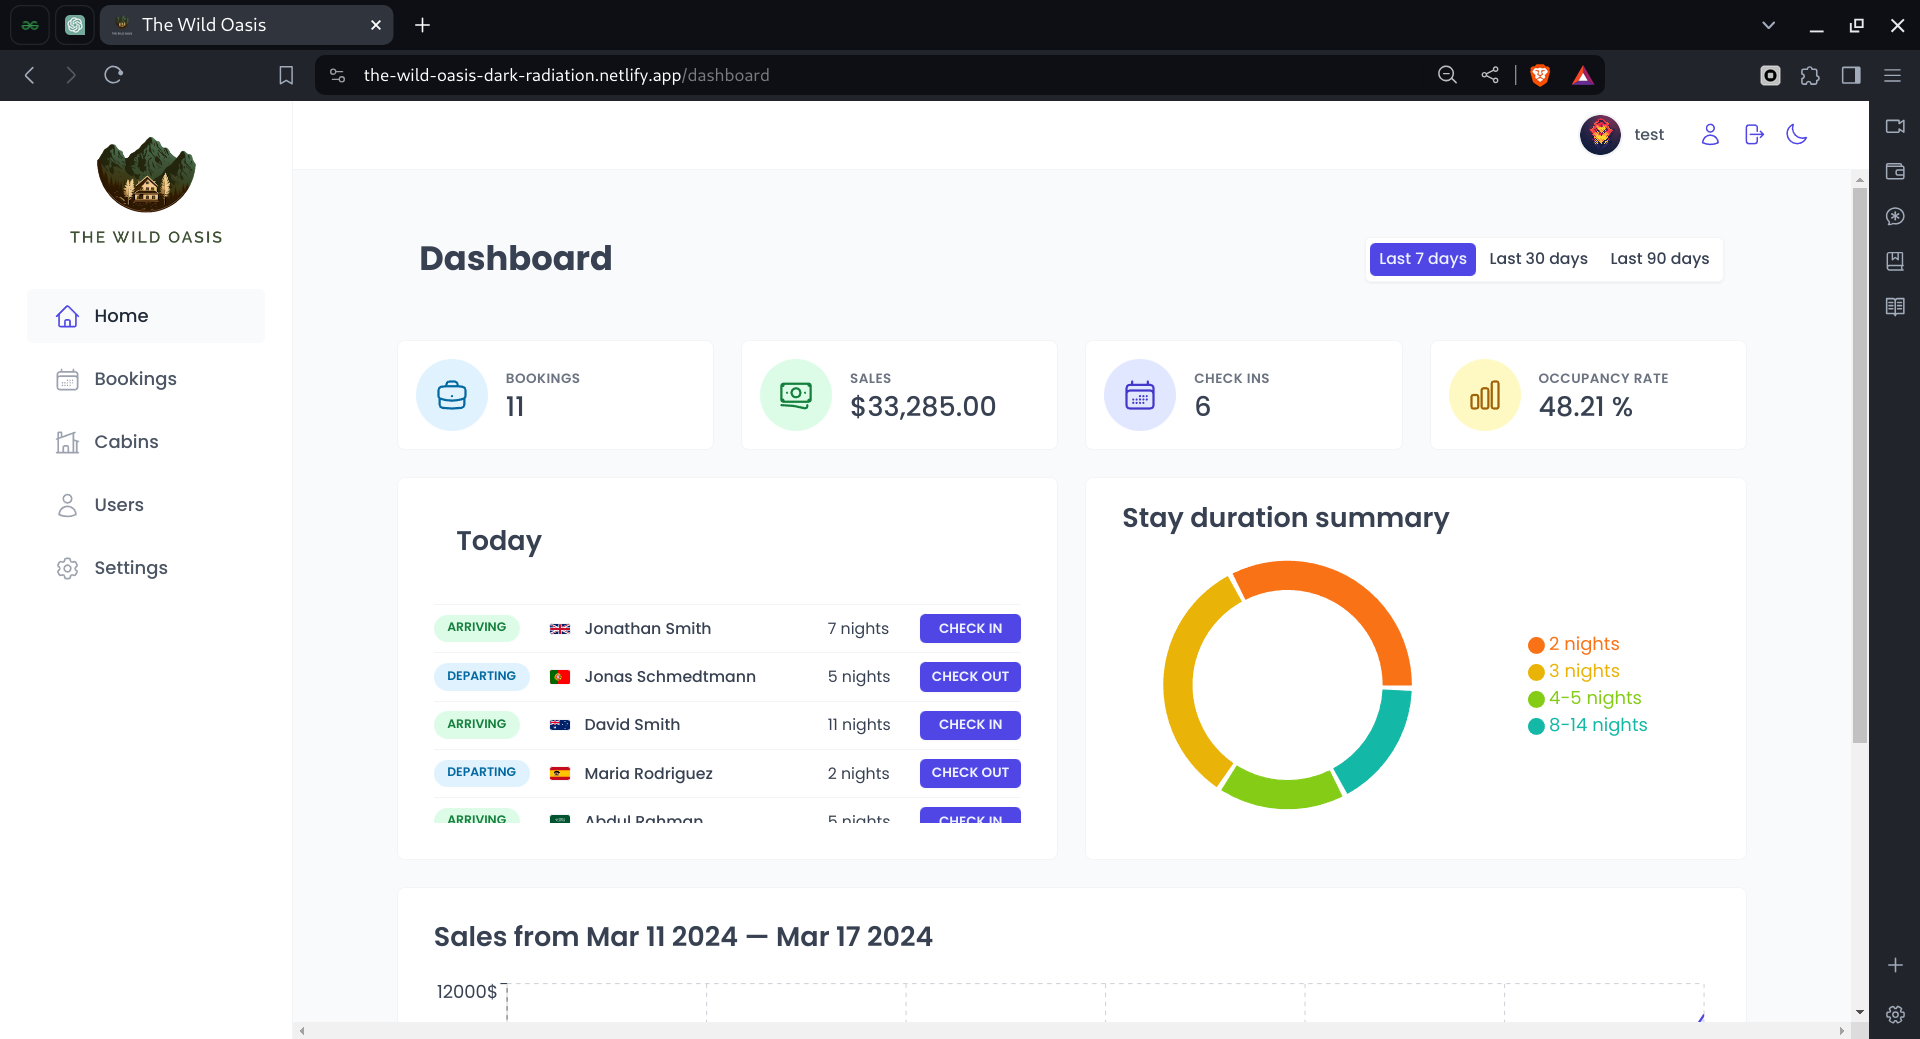 The Wild Oasis
the-wild-oasis-dark-radiation.netlify.app/dashboard
THE WILD OASIS
test
Home
Bookings
Cabins
Users
Settings
Dashboard
Last 7 days Last 30 days Last 90 days
BOOKINGS
11
SALES
$33,285.00
CHECK INS
6
OCCUPANCY RATE
48.21 %
Today
ARRIVING Jonathan Smith 7 nights CHECK IN
DEPARTING Jonas Schmedtmann 5 nights CHECK OUT
ARRIVING David Smith 11 nights CHECK IN
DEPARTING Maria Rodriguez 2 nights CHECK OUT
ARRIVING Abdul Rahman 5 nights CHECK IN
Stay duration summary
2 nights
3 nights
4-5 nights
8-14 nights
Sales from Mar 11 2024 — Mar 17 2024
12000$